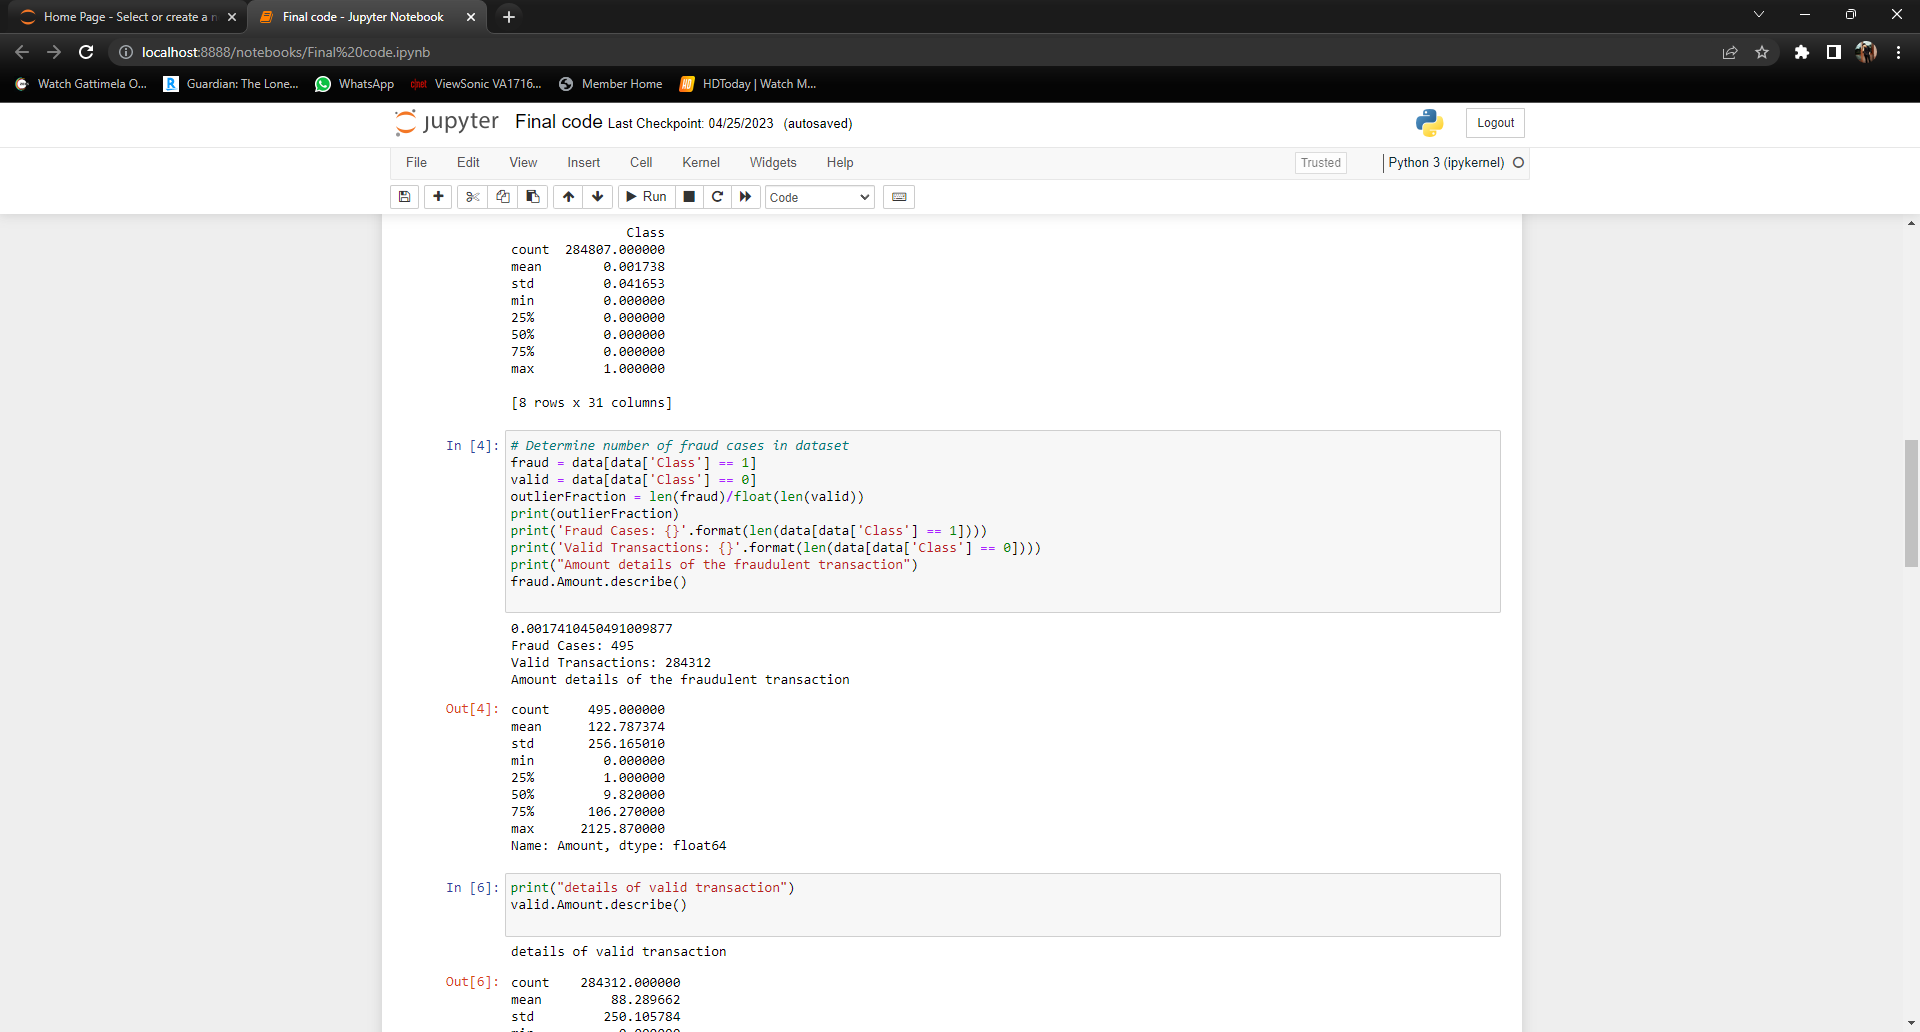 Home Page - Select or create a n
Final code - Jupyter Notebook
localhost:8888/notebooks/Final%20code.ipynb
Watch Gattimela O...
Guardian: The Lone...
WhatsApp
ViewSonic VA1716...
Member Home
HDToday | Watch M...
jupyter Final code Last Checkpoint: 04/25/2023 (autosaved)
Logout
File Edit View Insert Cell Kernel Widgets Help
Trusted
Python 3 (ipykernel)
Run
Code
Class
count 284807.000000
mean 0.001738
std 0.041653
min 0.000000
25% 0.000000
50% 0.000000
75% 0.000000
max 1.000000
[8 rows x 31 columns]
In [4]: # Determine number of fraud cases in dataset
fraud = data[data['Class'] == 1]
valid = data[data['Class'] == 0]
outlierFraction = len(fraud)/float(len(valid))
print(outlierFraction)
print('Fraud Cases: {}'.format(len(data[data['Class'] == 1])))
print('Valid Transactions: {}'.format(len(data[data['Class'] == 0])))
print("Amount details of the fraudulent transaction")
fraud.Amount.describe()
0.0017410450491009877
Fraud Cases: 495
Valid Transactions: 284312
Amount details of the fraudulent transaction
Out[4]: count 495.000000
mean 122.787374
std 256.165010
min 0.000000
25% 1.000000
50% 9.820000
75% 106.270000
max 2125.870000
Name: Amount, dtype: float64
In [6]: print("details of valid transaction")
valid.Amount.describe()
details of valid transaction
Out[6]: count 284312.000000
mean 88.289662
std 250.105784